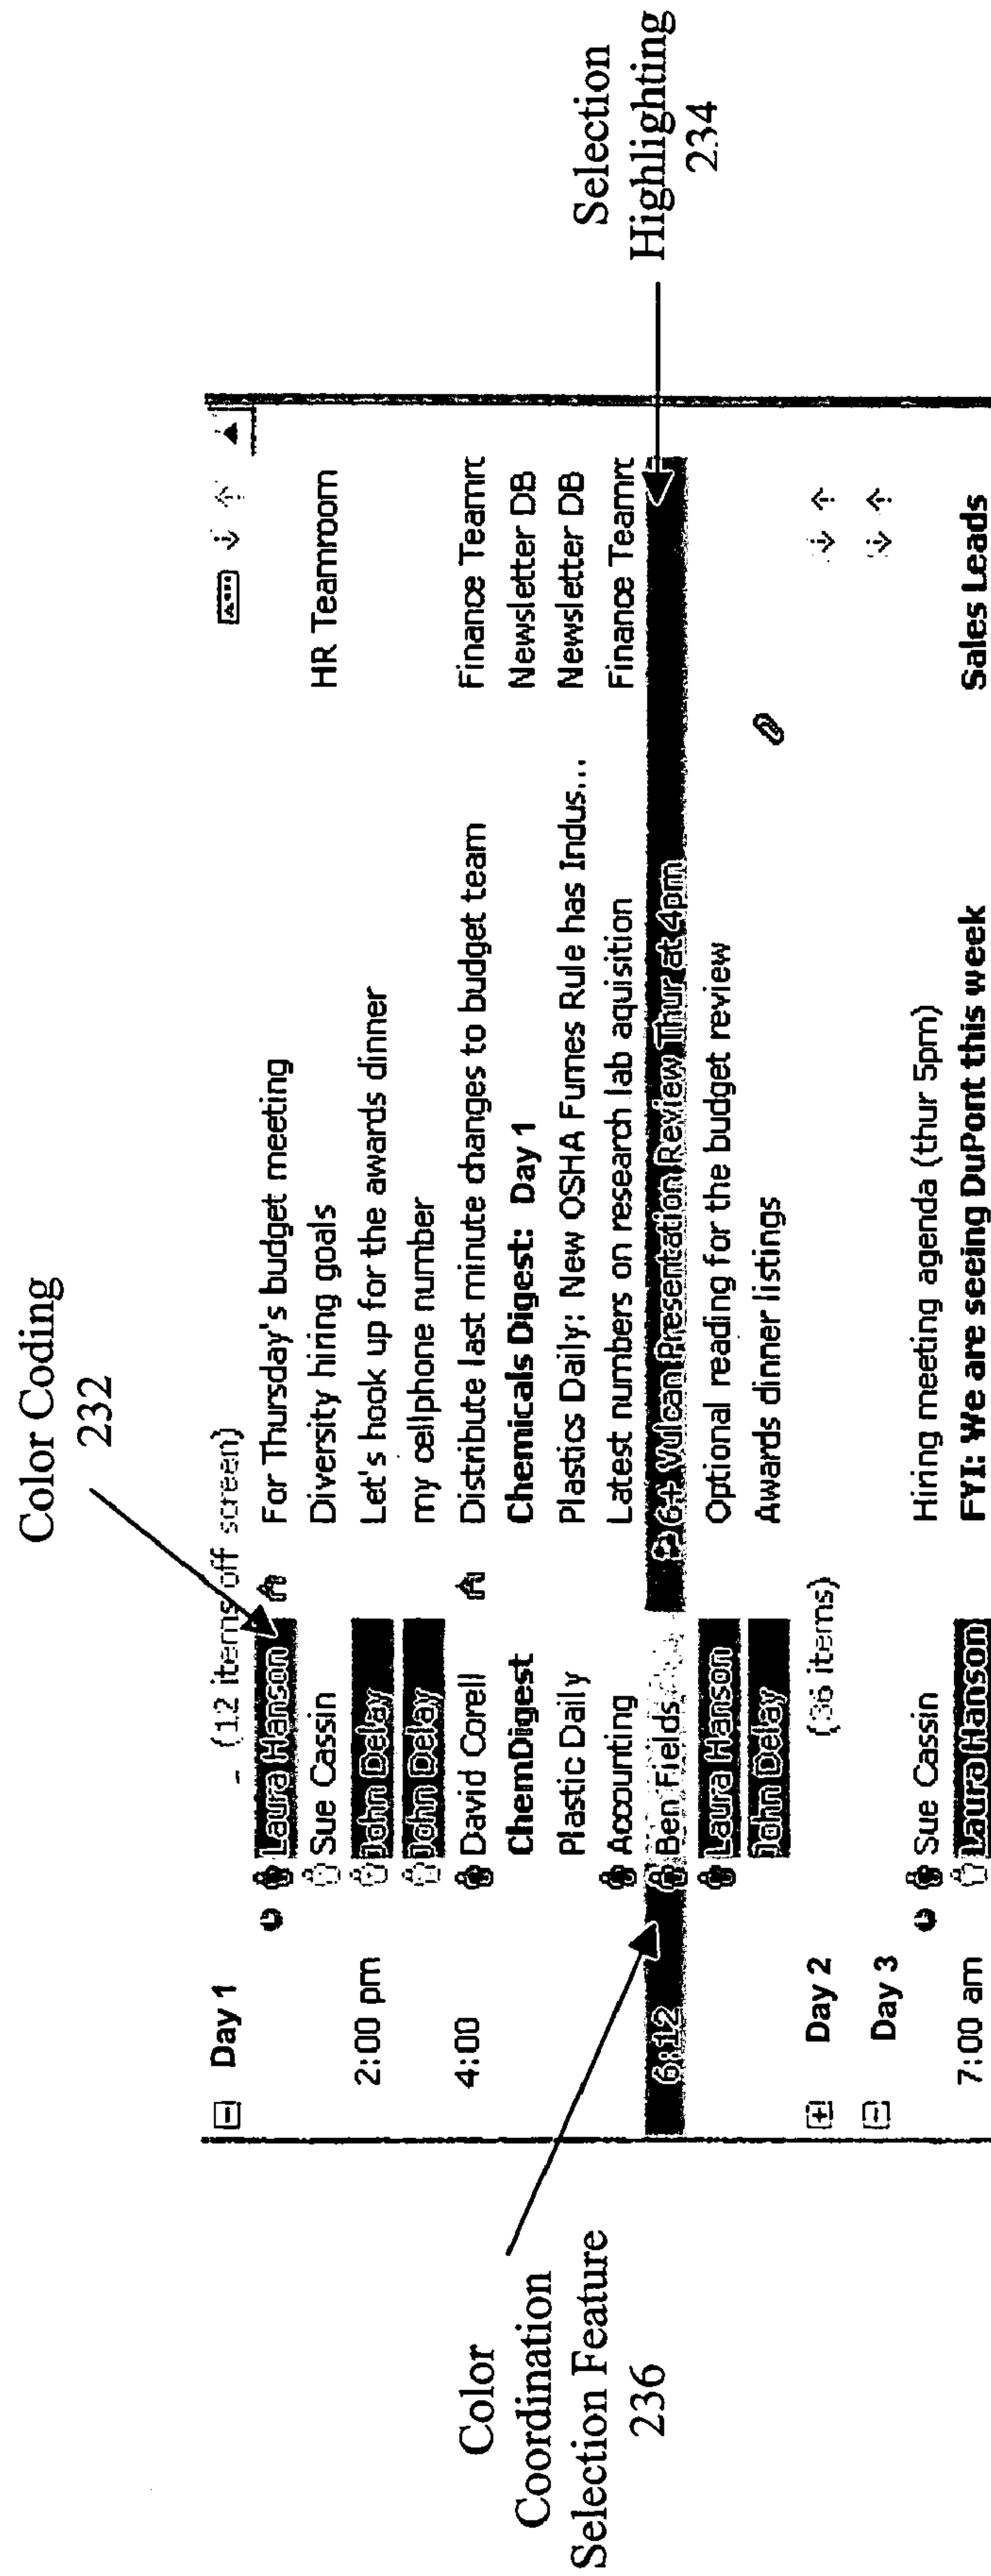 Color Coding
232
Day 1 (12 items off screen)
Laura Hanson For Thursday's budget meeting
Sue Cassin Diversity hiring goals HR Teamroom
2:00 pm John Delay Let's hook up for the awards dinner
John Delay my cellphone number
4:00 David Corell Distribute last minute changes to budget team Finance Teamrc
ChemDigest Chemicals Digest: Day 1 Newsletter DB
Plastic Daily Plastics Daily: New OSHA Fumes Rule has Indus... Newsletter DB
Accounting Latest numbers on research lab aquisition Finance Teamrc
6:12 Ben Fields Vulcan Presentation Review Thur at 4pm
Laura Hanson Optional reading for the budget review
John Delay Awards dinner listings
Day 2 (36 items)
Day 3
Sue Cassin Hiring meeting agenda (thur 5pm)
7:00 am Laura Hanson FYI: We are seeing DuPont this week Sales Leads
Color
Coordination
Selection Feature
236
Selection
Highlighting
234